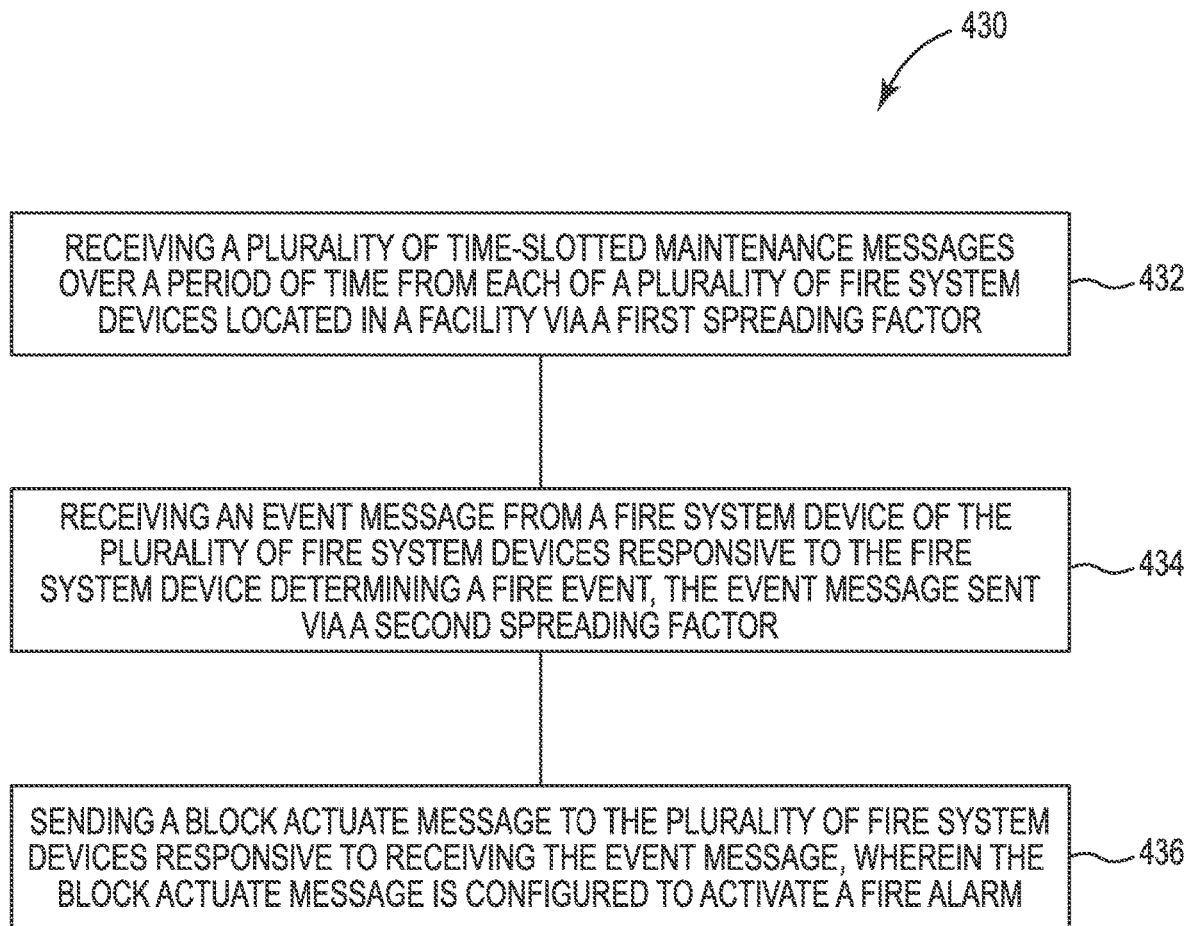 430
RECEIVING A PLURALITY OF TIME-SLOTTED MAINTENANCE MESSAGES
OVER A PERIOD OF TIME FROM EACH OF A PLURALITY OF FIRE SYSTEM
DEVICES LOCATED IN A FACILITY VIA A FIRST SPREADING FACTOR
432
RECEIVING AN EVENT MESSAGE FROM A FIRE SYSTEM DEVICE OF THE
PLURALITY OF FIRE SYSTEM DEVICES RESPONSIVE TO THE FIRE
SYSTEM DEVICE DETERMINING A FIRE EVENT, THE EVENT MESSAGE SENT
VIA A SECOND SPREADING FACTOR
434
SENDING A BLOCK ACTUATE MESSAGE TO THE PLURALITY OF FIRE SYSTEM
DEVICES RESPONSIVE TO RECEIVING THE EVENT MESSAGE, WHEREIN THE
BLOCK ACTUATE MESSAGE IS CONFIGURED TO ACTIVATE A FIRE ALARM
436